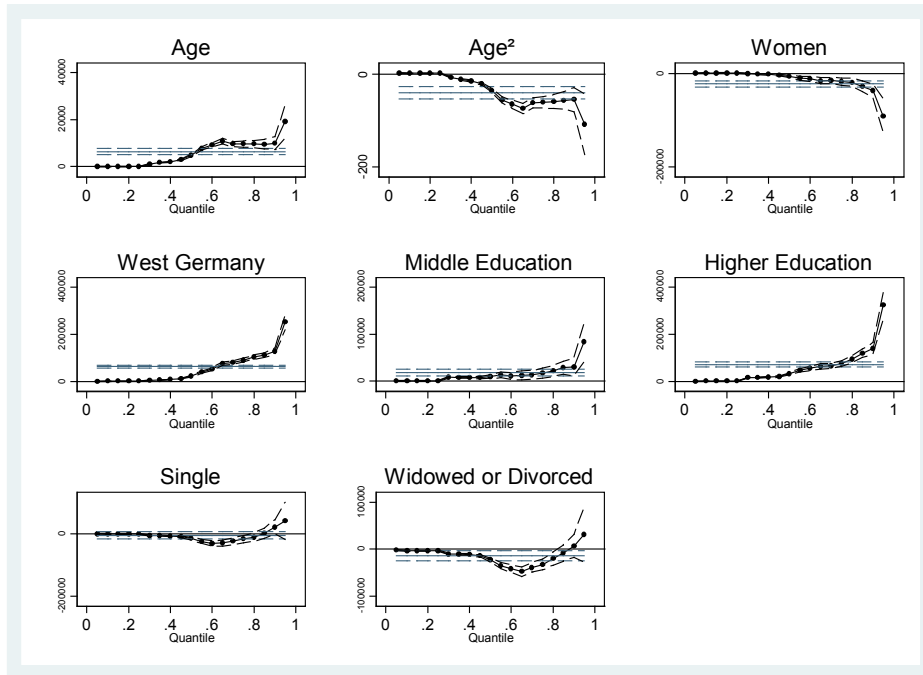 Age
40000
20000
0
0 .2 .4 .6 .8 1
Quantile
Age²
0
-200
0 .2 .4 .6 .8 1
Quantile
Women
0
-200000
0 .2 .4 .6 .8 1
Quantile
West Germany
400000
200000
0
0 .2 .4 .6 .8 1
Quantile
Middle Education
200000
100000
0
0 .2 .4 .6 .8 1
Quantile
Higher Education
400000
200000
0
0 .2 .4 .6 .8 1
Quantile
Single
0
-200000
0 .2 .4 .6 .8 1
Quantile
Widowed or Divorced
100000
0
-100000
0 .2 .4 .6 .8 1
Quantile